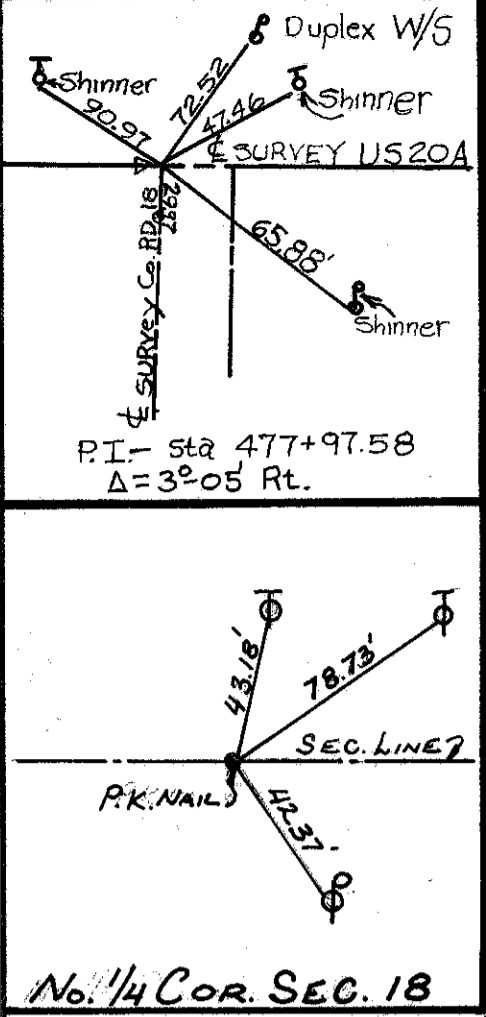 Duplex W/S
Shinner
90.97
72.52
47.46
Shinner
℄ SURVEY US20A
65.88'
℄ SURVEY Co. RD. 18
Shinner
P.I.- Sta 477+97.58
Δ=3°-05' Rt.
43.18'
78.73'
SEC. LINE
P.K. NAIL
42.37'
No. 1/4 COR. SEC. 18